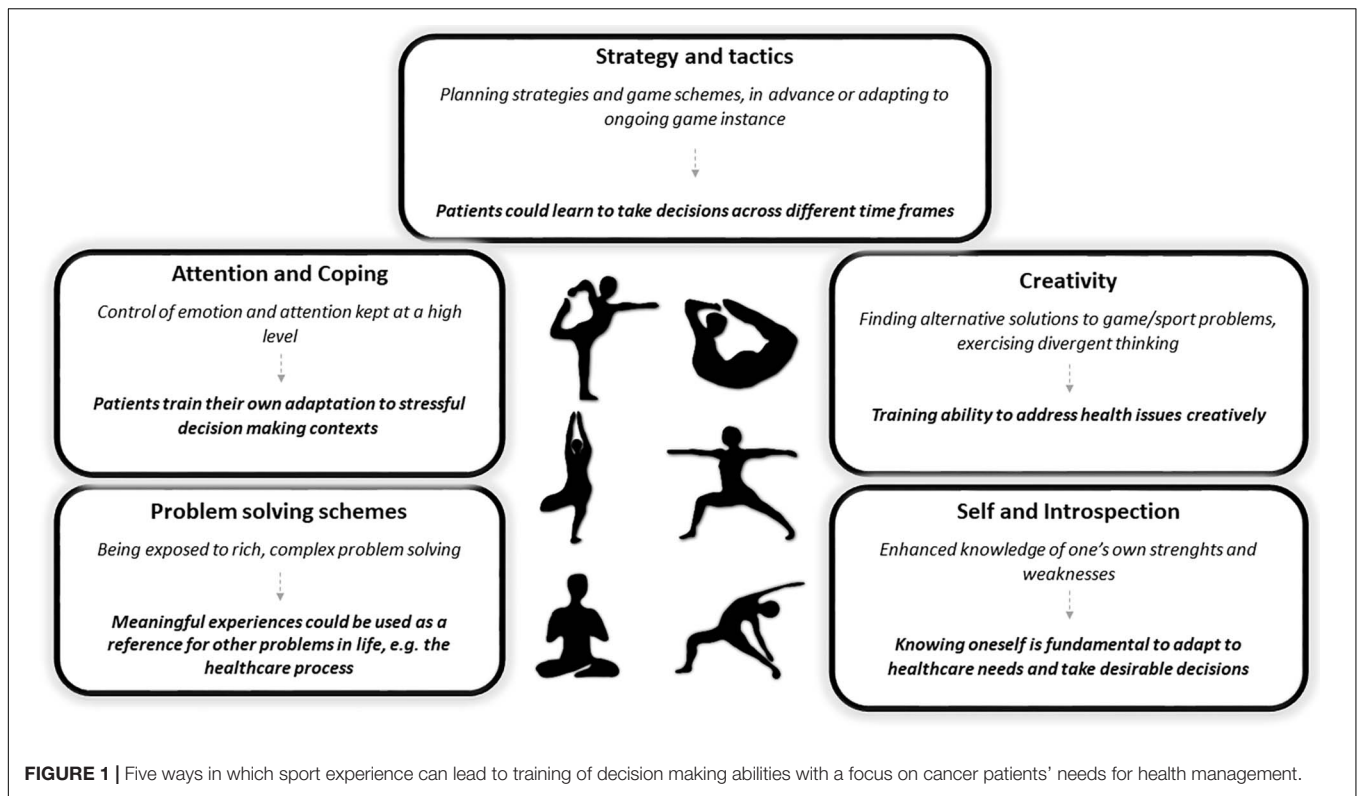 Strategy and tactics
Planning strategies and game schemes, in advance or adapting to
ongoing game instance
Patients could learn to take decisions across different time frames
Attention and Coping
Control of emotion and attention kept at a high
level
Patients train their own adaptation to stressful
decision making contexts
Creativity
Finding alternative solutions to game/sport problems,
exercising divergent thinking
Training ability to address health issues creatively
Problem solving schemes
Being exposed to rich, complex problem solving
Meaningful experiences could be used as a
reference for other problems in life, e.g. the
healthcare process
Self and Introspection
Enhanced knowledge of one's own strenghts and
weaknesses
Knowing oneself is fundamental to adapt to
healthcare needs and take desirable decisions
FIGURE 1 | Five ways in which sport experience can lead to training of decision making abilities with a focus on cancer patients' needs for health management.